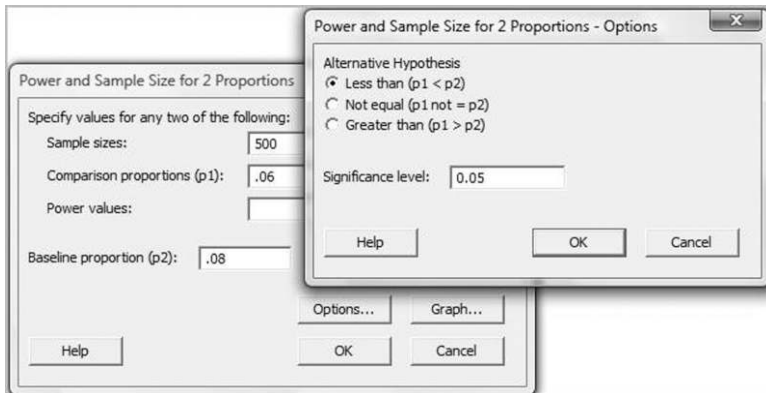 Power and Sample Size for 2 Proportions
Specify values for any two of the following:
Sample sizes: 500
Comparison proportions (p1): .06
Power values:
Baseline proportion (p2): .08
Options... Graph...
Help OK Cancel
Power and Sample Size for 2 Proportions - Options
X
Alternative Hypothesis
Less than (p1 < p2)
Not equal (p1 not = p2)
Greater than (p1 > p2)
Significance level: 0.05
Help OK Cancel